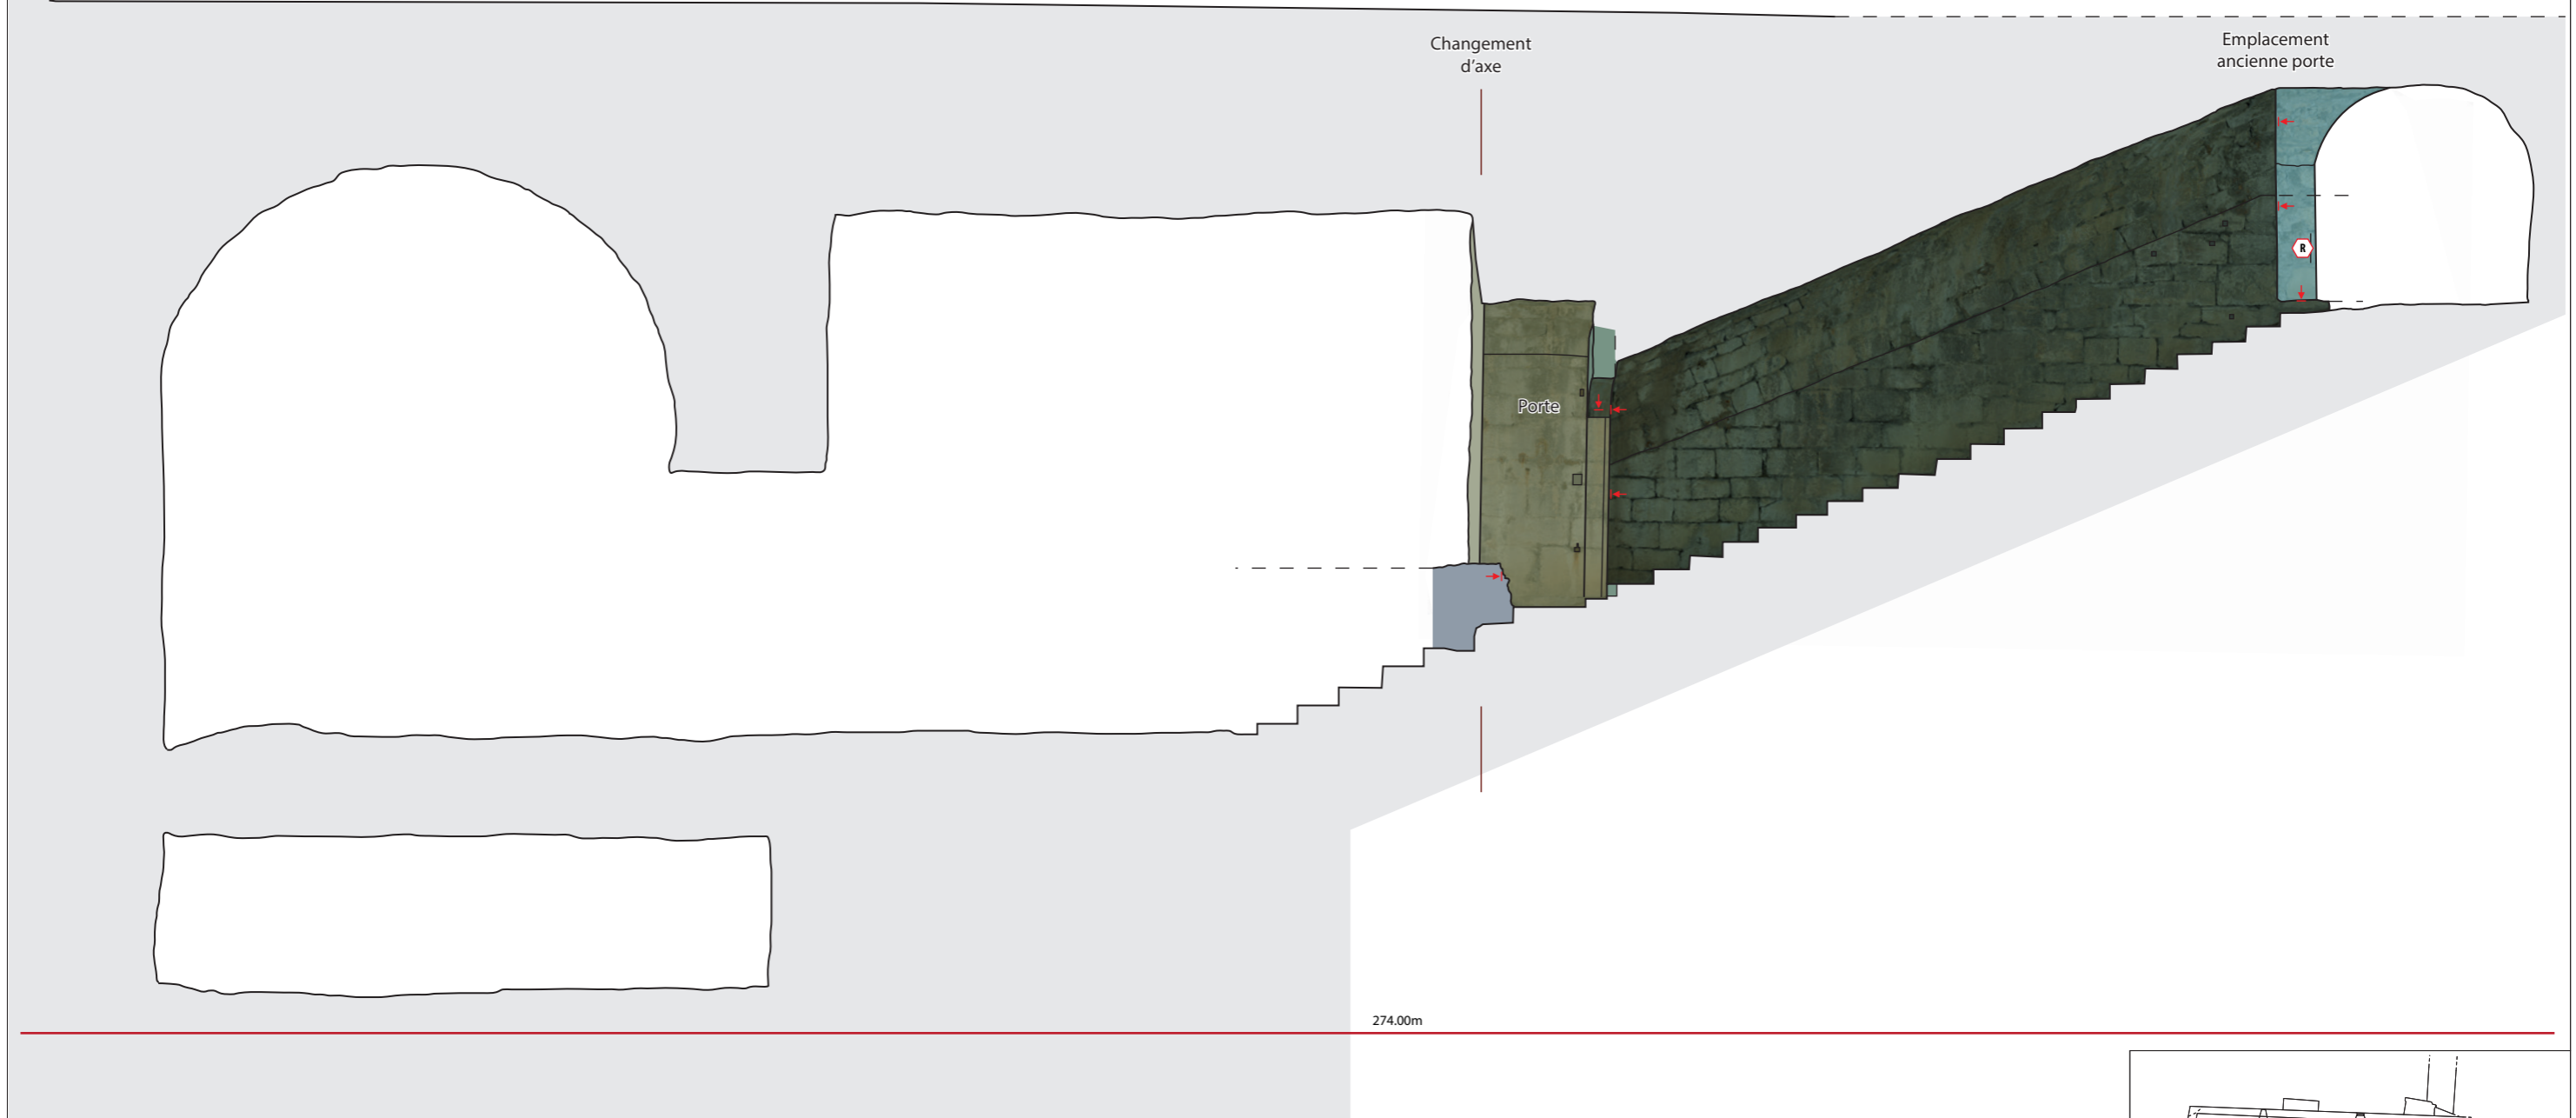 Changement
d'axe
Emplacement
ancienne porte
R
Porte
274.00m